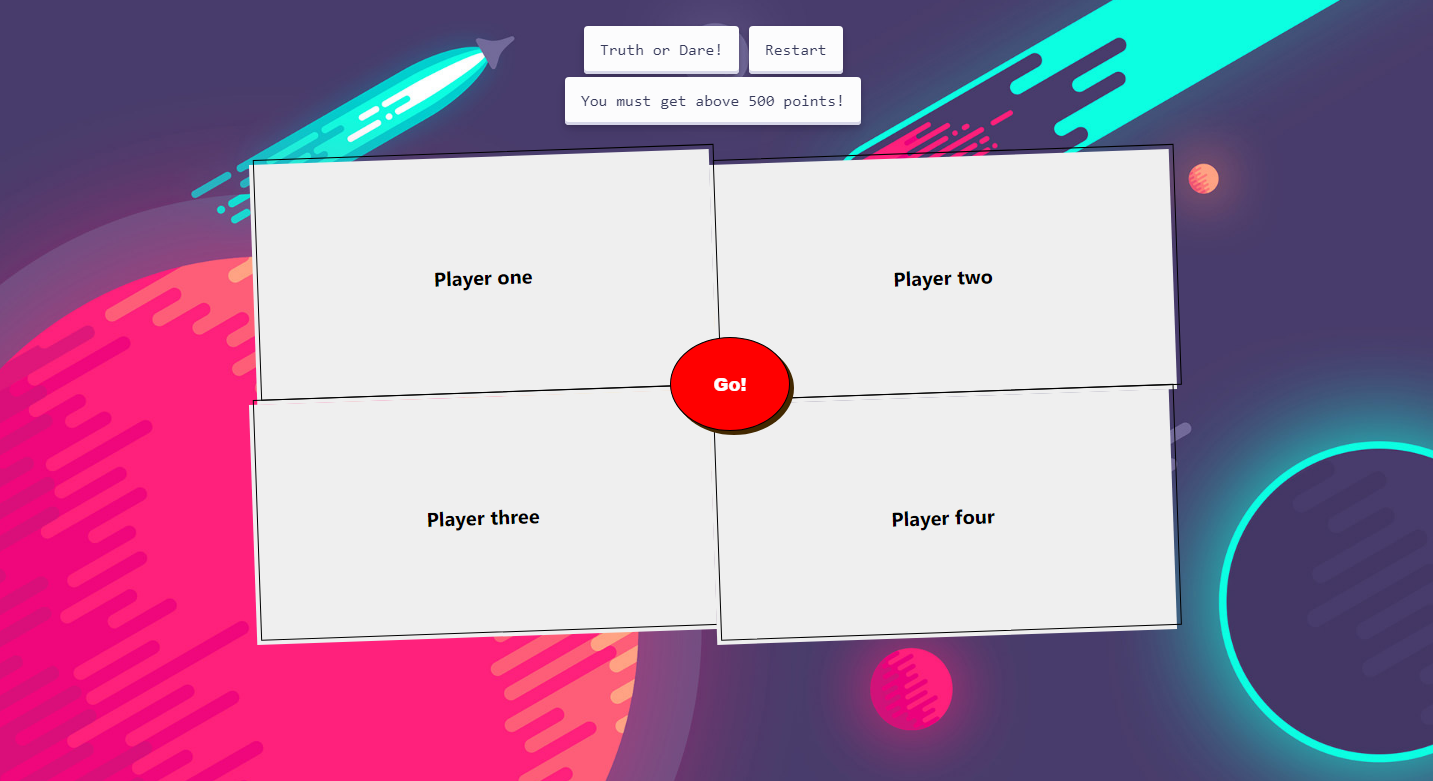 Truth or Dare!
Restart
You must get above 500 points!
Player one
Player two
Go!
Player three
Player four